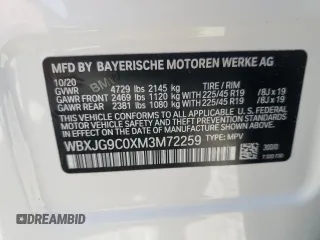 MFD. BY BAYERISCHE MOTOREN WERKE AG
10/20 TIRE / RIM
GVWR 4729 lbs 2145 kg
GAWR FRONT 2469 lbs 1120 kg WITH 225/45 R19 /8J x 19
GAWR REAR 2381 lbs 1080 kg WITH 225/45 R19 /8J x 19
THIS VEHICLE CONFORMS TO ALL APPLICABLE U.S. FEDERAL
MOTOR VEHICLE SAFETY, BUMPER, AND THEFT
PREVENTION STANDARDS IN EFFECT ON THE DATE OF
MANUFACTURE SHOWN ABOVE.
WBXJG9C0XM3M72259 TYPE: MPV
DREAMBID